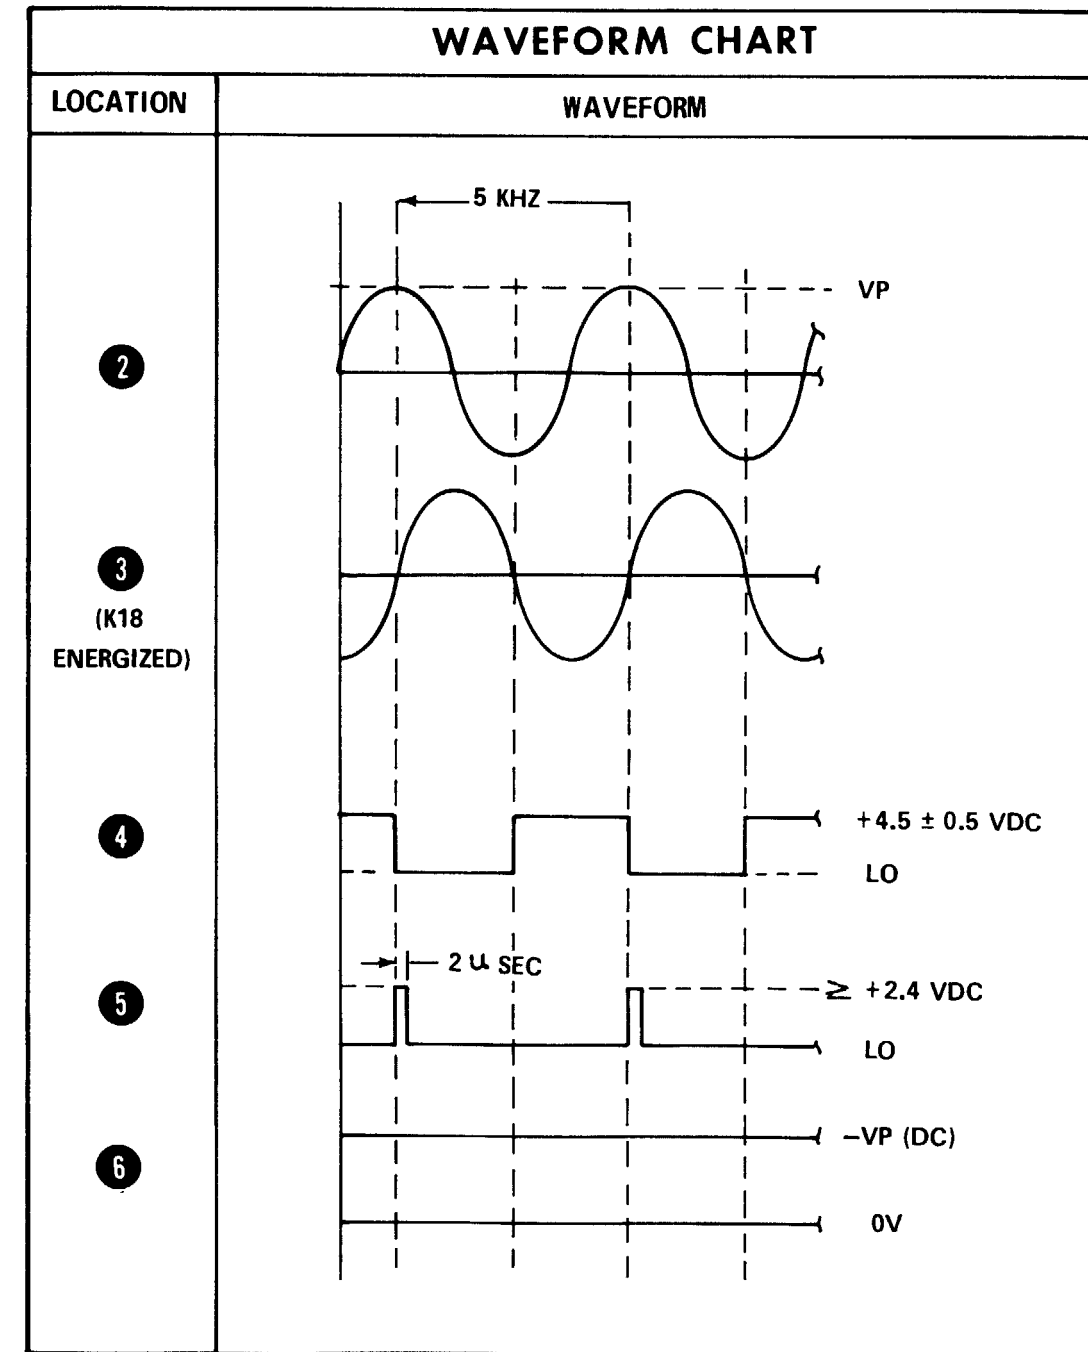 WAVEFORM CHART
LOCATION
WAVEFORM
5 KHZ
VP
2
3
(K18
ENERGIZED)
4
+4.5 ± 0.5 VDC
LO
2 u SEC
5
≥ +2.4 VDC
LO
–VP (DC)
6
0V